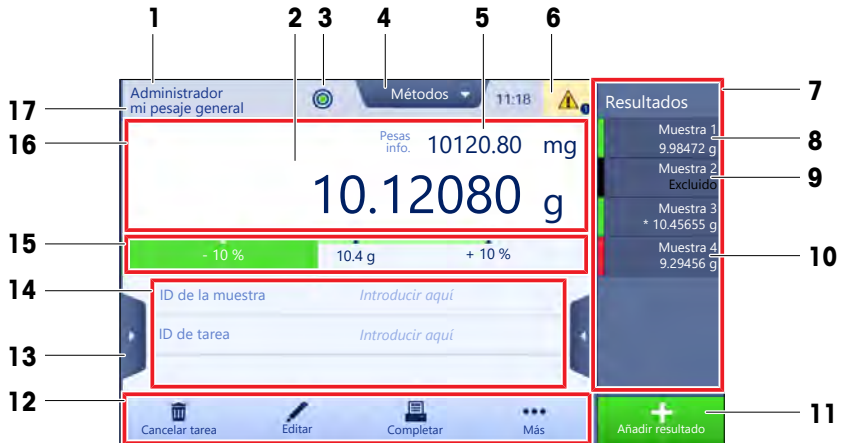 1
2
3
4
5
6
7
8
9
10
11
12
13
14
15
16
17
Administrador
mi pesaje general
Métodos
11:18
Pesas
info.
10120.80 mg
10.12080 g
- 10 %
10.4 g
+ 10 %
ID de la muestra
Introducir aquí
ID de tarea
Introducir aquí
Cancelar tarea
Editar
Completar
Más
Resultados
Muestra 1
9.98472 g
Muestra 2
Excluido
Muestra 3
* 10.45655 g
Muestra 4
9.29456 g
Añadir resultado